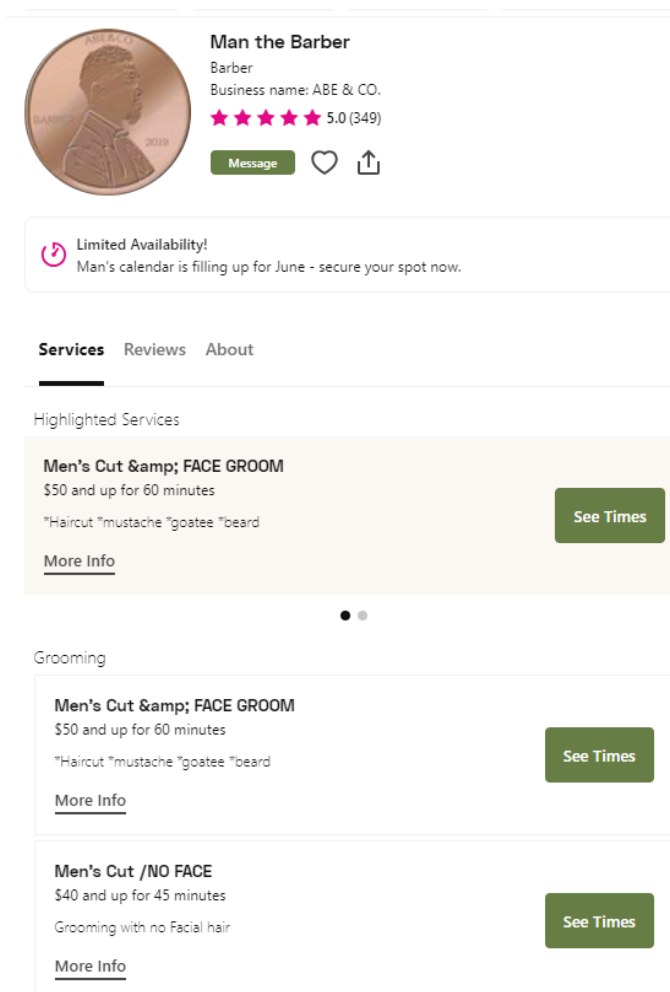 ABE & CO
BARBER
2019
Man the Barber
Barber
Business name: ABE & CO.
5.0 (349)
Message
Limited Availability!
Man's calendar is filling up for June - secure your spot now.
Services Reviews About
Highlighted Services
Men's Cut &amp; FACE GROOM
$50 and up for 60 minutes
*Haircut *mustache *goatee *beard
See Times
More Info
Grooming
Men's Cut &amp; FACE GROOM
$50 and up for 60 minutes
*Haircut *mustache *goatee *beard
See Times
More Info
Men's Cut /NO FACE
$40 and up for 45 minutes
Grooming with no Facial hair
See Times
More Info